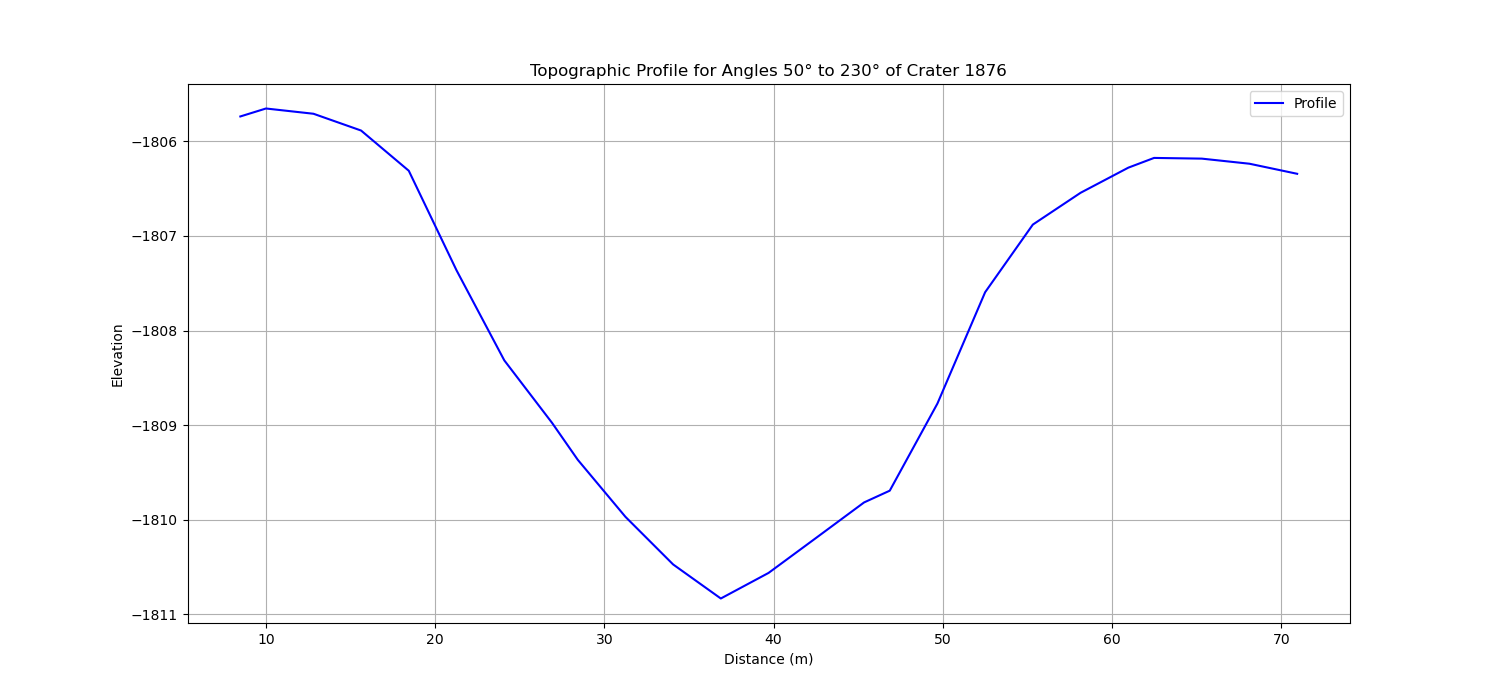 Topographic Profile for Angles 50° to 230° of Crater 1876
Profile
−1806
−1807
−1808
−1809
−1810
−1811
Elevation
10 20 30 40 50 60 70
Distance (m)